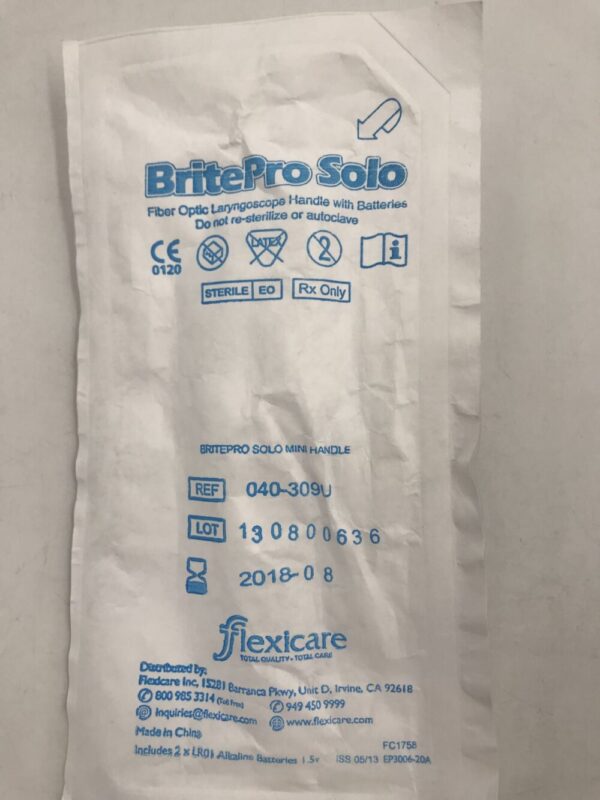 BritePro Solo
Fiber Optic Laryngoscope Handle with Batteries
Do not re-sterilize or autoclave
CE
0120
LATEX
2
i
STERILE EO
Rx Only
BRITEPRO SOLO MINI HANDLE
REF 040-309U
LOT 130800636
2018-08
flexicare
TOTAL QUALITY - TOTAL CARE
Distributed by:
Flexicare Inc, 15281 Barranca Pkwy, Unit D, Irvine, CA 92618
800 985 3314 (Toll Free) 949 450 9999
inquiries@flexicare.com www.flexicare.com
Made in China
FC1758
Includes 2 x LR01 Alkaline Batteries 1.5v ISS 05/13 EP3006-20A